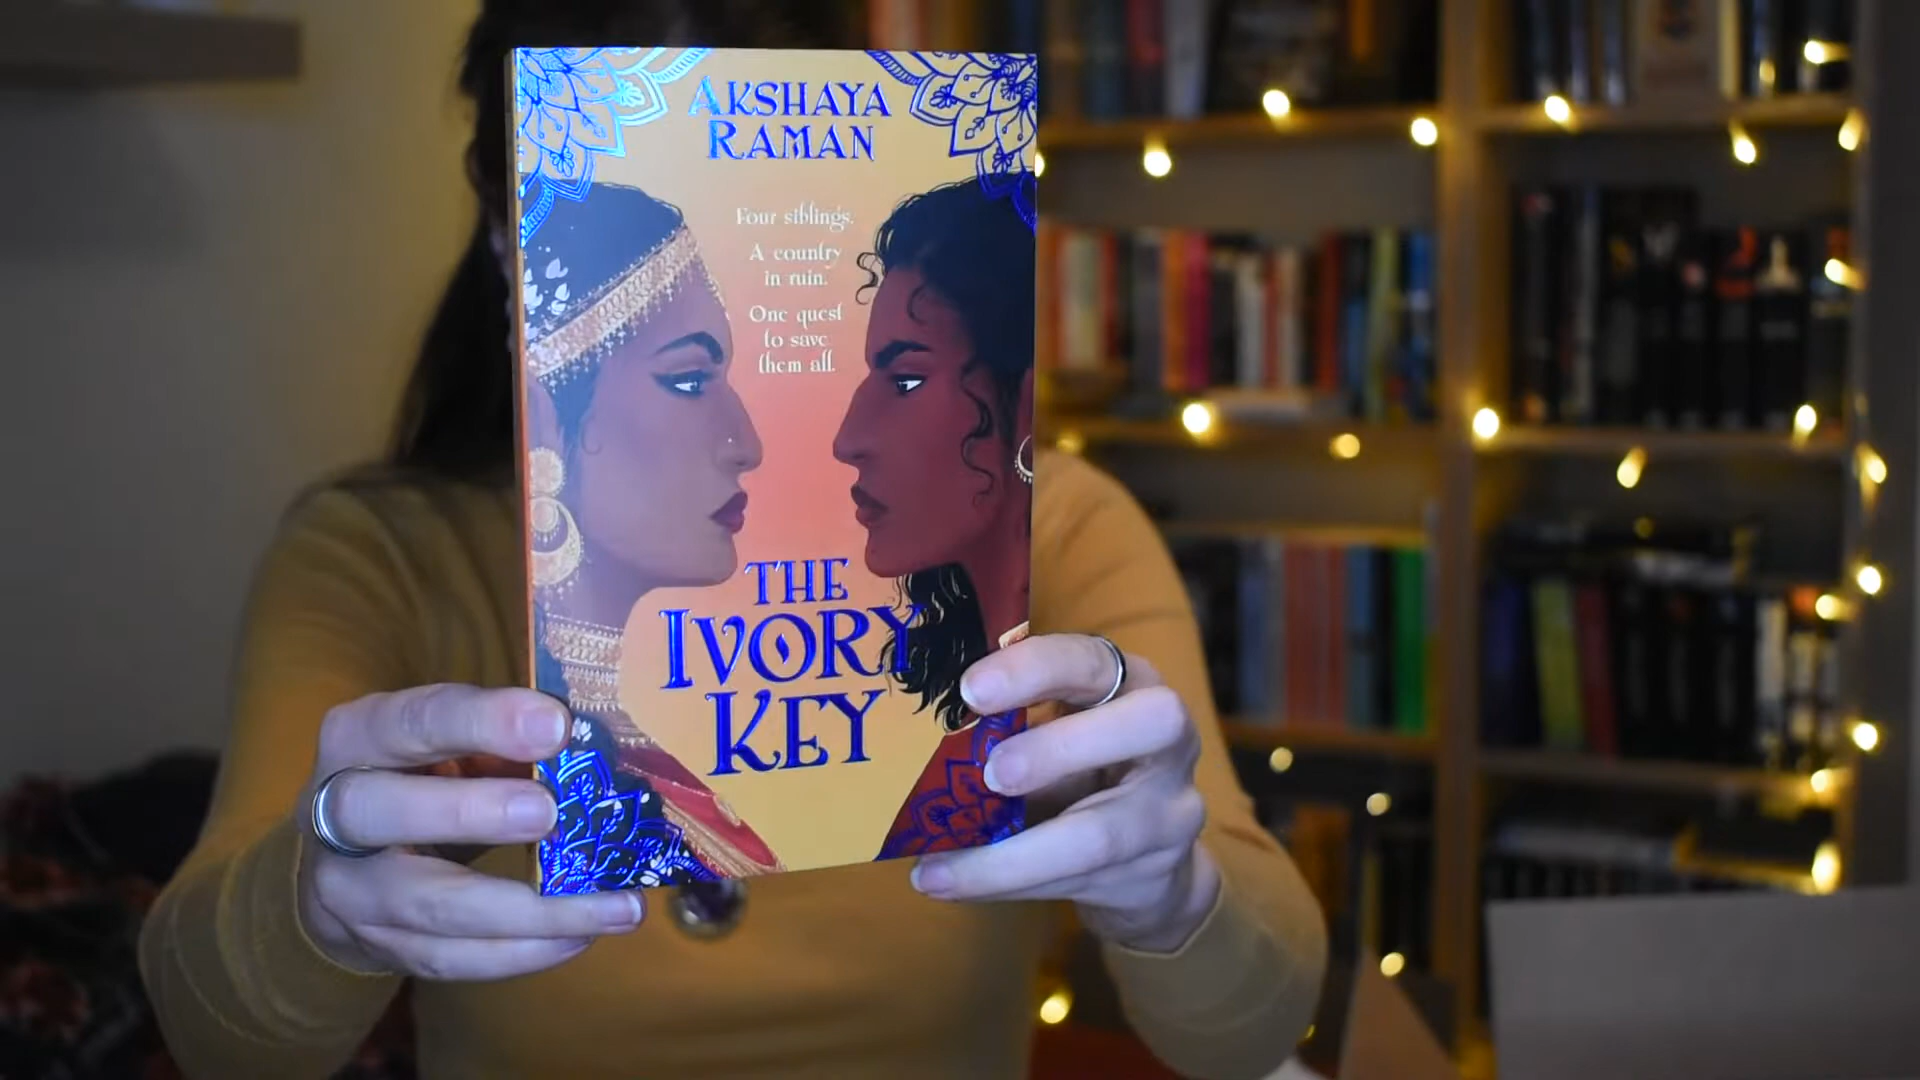 AKSHAYA
RAMAN
Four siblings.
A country
in ruin.
One quest
to save
them all.
THE
IVORY
KEY